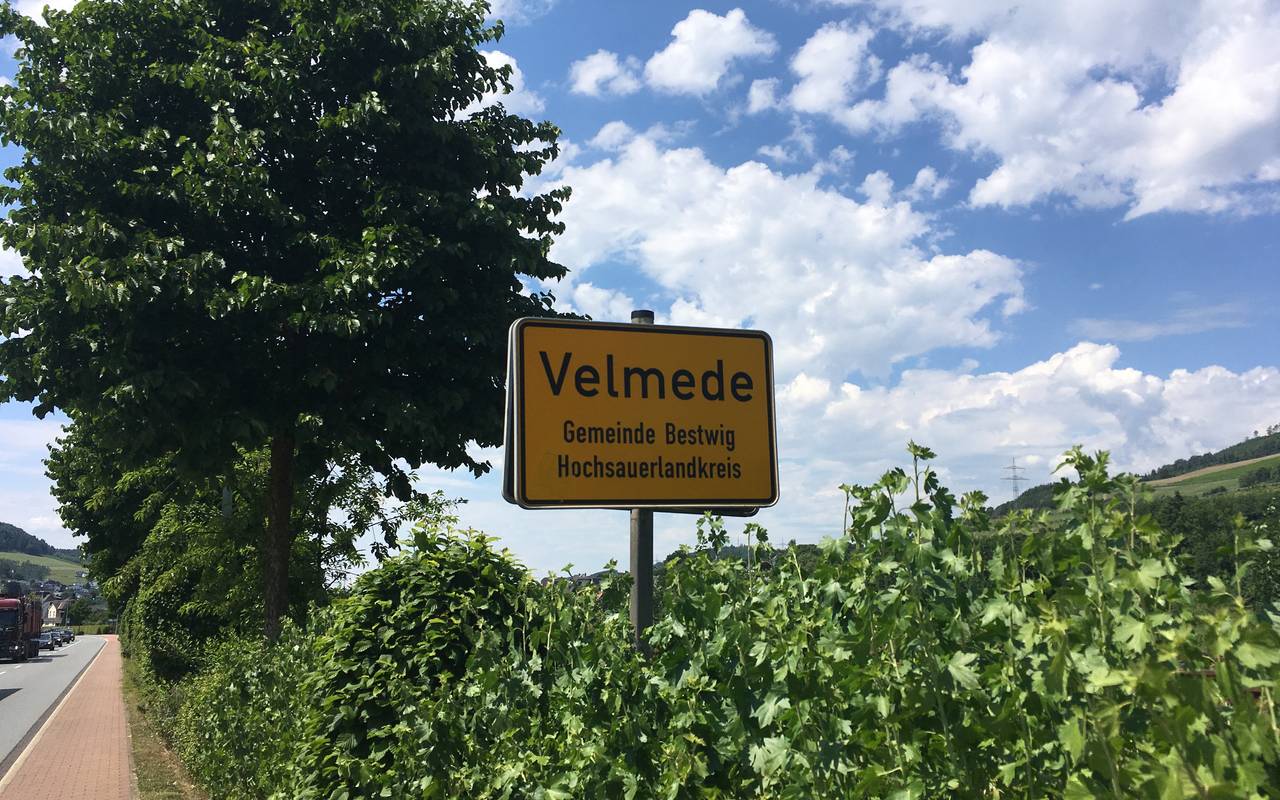 Velmede
Gemeinde Bestwig
Hochsauerlandkreis